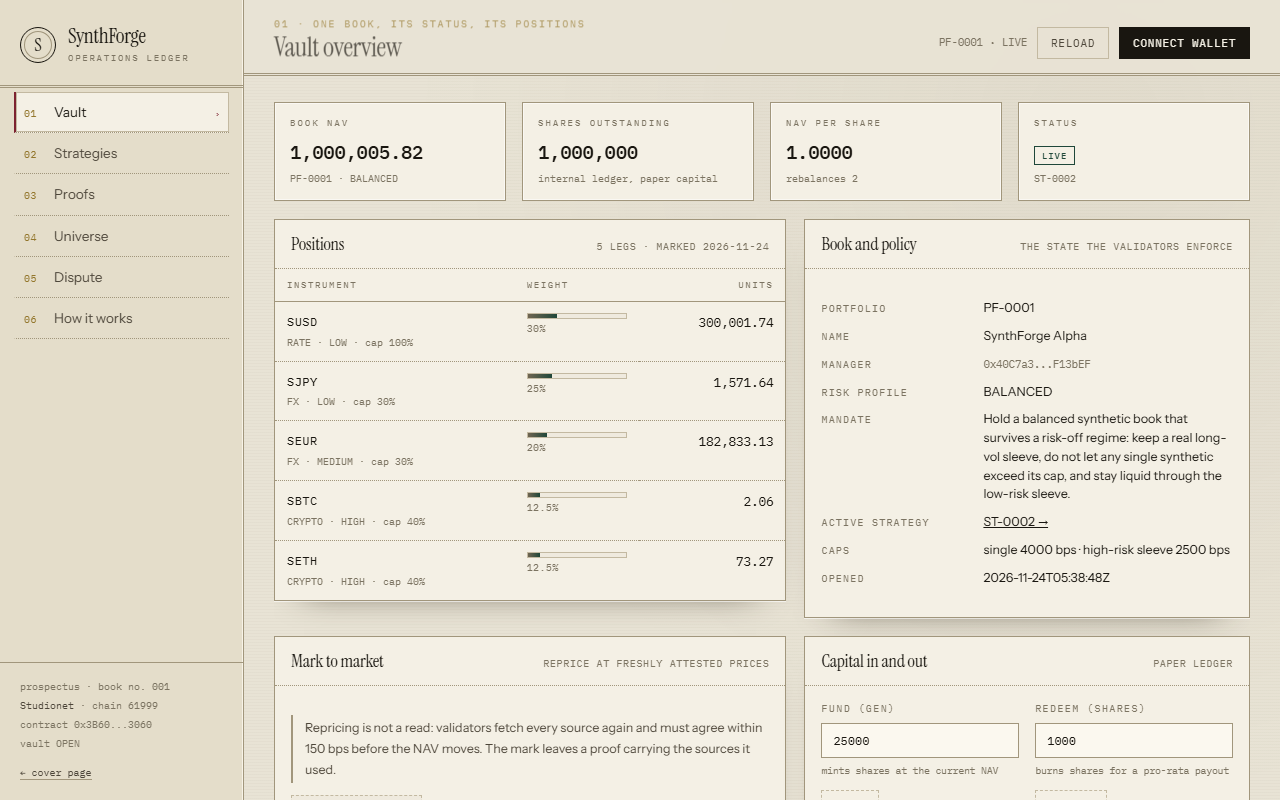 S
SynthForge
OPERATIONS LEDGER
01 Vault ›
02 Strategies
03 Proofs
04 Universe
05 Dispute
06 How it works
prospectus · book no. 001
Studionet · chain 61999
contract 0x3B60...3060
vault OPEN
← cover page
01 · ONE BOOK, ITS STATUS, ITS POSITIONS
Vault overview
PF-0001 · LIVE
RELOAD
CONNECT WALLET
BOOK NAV
1,000,005.82
PF-0001 · BALANCED
SHARES OUTSTANDING
1,000,000
internal ledger, paper capital
NAV PER SHARE
1.0000
rebalances 2
STATUS
LIVE
ST-0002
Positions
5 LEGS · MARKED 2026-11-24
INSTRUMENT WEIGHT UNITS
SUSD 300,001.74
30%
RATE · LOW · cap 100%
SJPY 1,571.64
25%
FX · LOW · cap 30%
SEUR 182,833.13
20%
FX · MEDIUM · cap 30%
SBTC 2.06
12.5%
CRYPTO · HIGH · cap 40%
SETH 73.27
12.5%
CRYPTO · HIGH · cap 40%
Book and policy
THE STATE THE VALIDATORS ENFORCE
PORTFOLIO PF-0001
NAME SynthForge Alpha
MANAGER 0x40C7a3...F13bEF
RISK PROFILE BALANCED
MANDATE Hold a balanced synthetic book that
survives a risk-off regime: keep a real long-
vol sleeve, do not let any single synthetic
exceed its cap, and stay liquid through the
low-risk sleeve.
ACTIVE STRATEGY ST-0002 →
CAPS single 4000 bps · high-risk sleeve 2500 bps
OPENED 2026-11-24T05:38:48Z
Mark to market
REPRICE AT FRESHLY ATTESTED PRICES
Repricing is not a read: validators fetch every source again and must agree within
150 bps before the NAV moves. The mark leaves a proof carrying the sources it
used.
Capital in and out
PAPER LEDGER
FUND (GEN) REDEEM (SHARES)
25000 1000
mints shares at the current NAV burns shares for a pro-rata payout